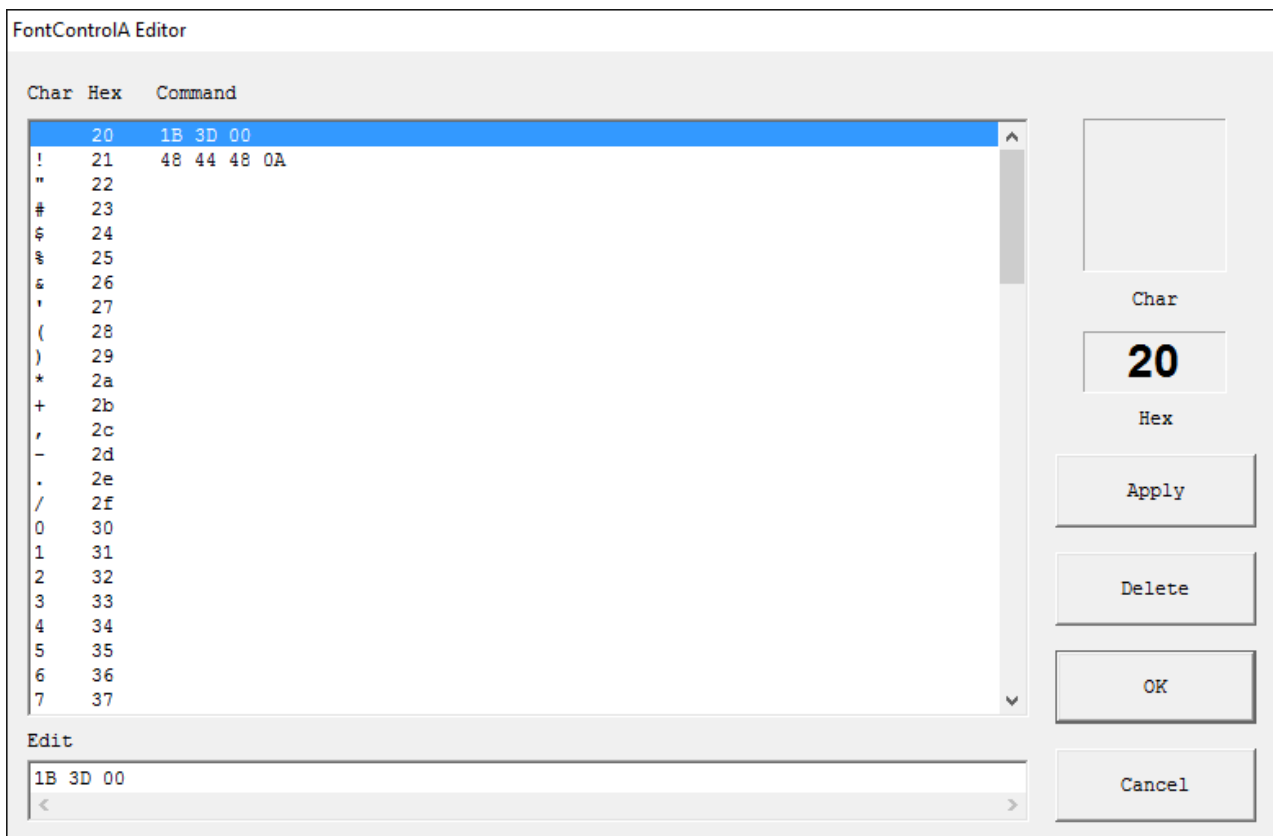 FontControlA Editor
Char Hex Command
20 1B 3D 00
! 21 48 44 48 0A
" 22
# 23
$ 24
% 25
& 26
' 27
( 28
) 29
* 2a
+ 2b
, 2c
- 2d
. 2e
/ 2f
0 30
1 31
2 32
3 33
4 34
5 35
6 36
7 37
Char
20
Hex
Apply
Delete
OK
Cancel
Edit
1B 3D 00